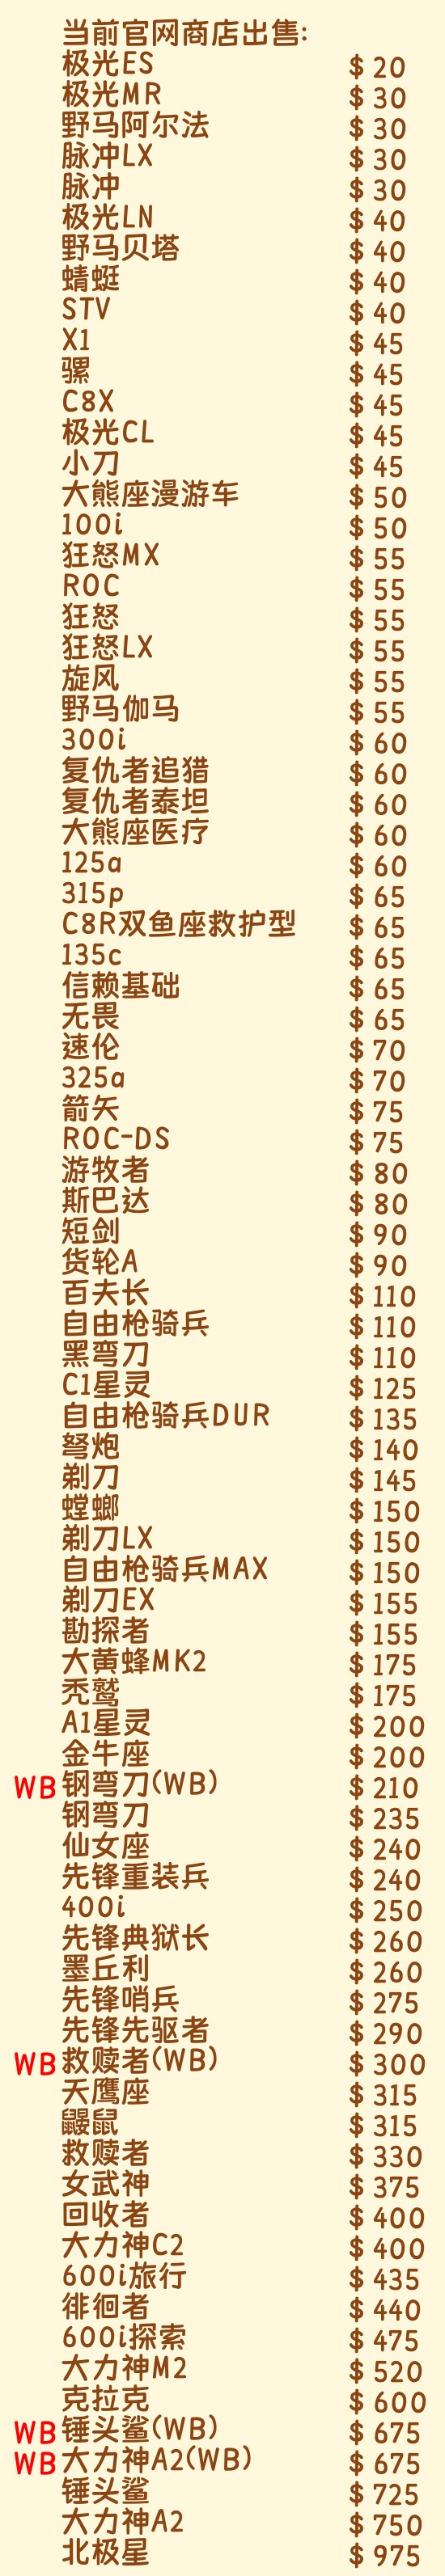 当前官网商店出售:
极光ES $ 20
极光MR $ 30
野马阿尔法 $ 30
脉冲LX $ 30
脉冲 $ 30
极光LN $ 40
野马贝塔 $ 40
蜻蜓 $ 40
STV $ 40
X1 $ 45
骡 $ 45
C8X $ 45
极光CL $ 45
小刀 $ 45
大熊座漫游车 $ 50
100i $ 50
狂怒MX $ 55
ROC $ 55
狂怒 $ 55
狂怒LX $ 55
旋风 $ 55
野马伽马 $ 55
300i $ 60
复仇者追猎 $ 60
复仇者泰坦 $ 60
大熊座医疗 $ 60
125a $ 60
315p $ 65
C8R双鱼座救护型 $ 65
135c $ 65
信赖基础 $ 65
无畏 $ 65
速伦 $ 70
325a $ 70
箭矢 $ 75
ROC-DS $ 75
游牧者 $ 80
斯巴达 $ 80
短剑 $ 90
货轮A $ 90
百夫长 $ 110
自由枪骑兵 $ 110
黑弯刀 $ 110
C1星灵 $ 125
自由枪骑兵DUR $ 135
弩炮 $ 140
剃刀 $ 145
螳螂 $ 150
剃刀LX $ 150
自由枪骑兵MAX $ 150
剃刀EX $ 155
勘探者 $ 155
大黄蜂MK2 $ 175
秃鹫 $ 175
A1星灵 $ 200
金牛座 $ 200
WB 钢弯刀(WB) $ 210
钢弯刀 $ 235
仙女座 $ 240
先锋重装兵 $ 240
400i $ 250
先锋典狱长 $ 260
墨丘利 $ 260
先锋哨兵 $ 275
先锋先驱者 $ 290
WB 救赎者(WB) $ 300
天鹰座 $ 315
鼹鼠 $ 315
救赎者 $ 330
女武神 $ 375
回收者 $ 400
大力神C2 $ 400
600i旅行 $ 435
徘徊者 $ 440
600i探索 $ 475
大力神M2 $ 520
克拉克 $ 600
WB 锤头鲨(WB) $ 675
WB 大力神A2(WB) $ 675
锤头鲨 $ 725
大力神A2 $ 750
北极星 $ 975